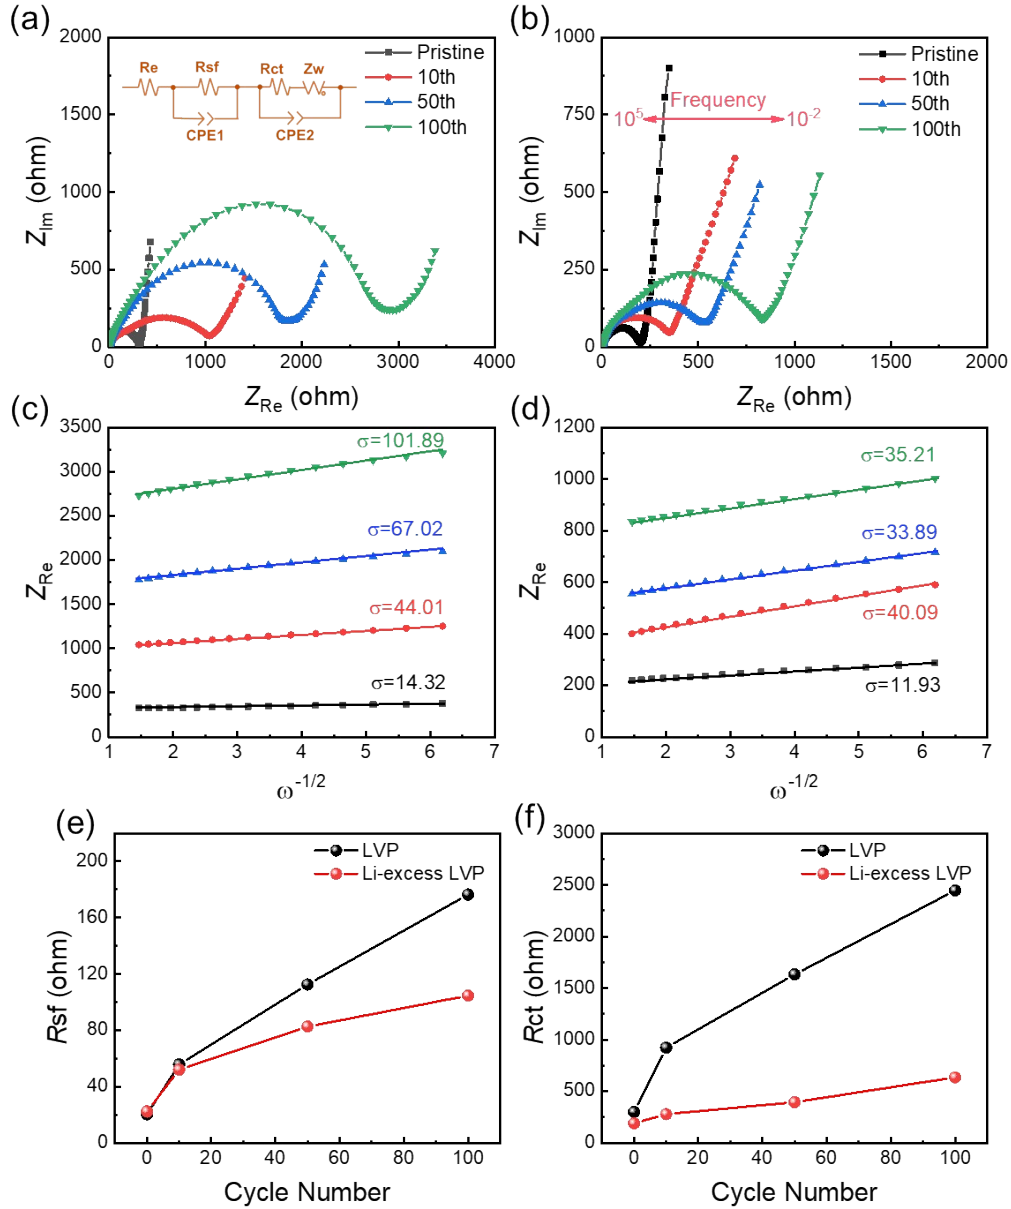 (a)
2000
1500
1000
500
0
Z_Im (ohm)
0 1000 2000 3000 4000
Z_Re (ohm)
Re Rsf Rct Zw
CPE1 CPE2
Pristine
10th
50th
100th
(b)
1000
750
500
250
0
Z_Im (ohm)
0 500 1000 1500 2000
Z_Re (ohm)
Frequency
10^5 10^-2
Pristine
10th
50th
100th
(c)
3500
3000
2500
2000
1500
1000
500
0
Z_Re
σ=101.89
σ=67.02
σ=44.01
σ=14.32
1 2 3 4 5 6 7
ω^-1/2
(d)
1200
1000
800
600
400
200
0
Z_Re
σ=35.21
σ=33.89
σ=40.09
σ=11.93
1 2 3 4 5 6 7
ω^-1/2
(e)
200
160
120
80
40
0
Rsf (ohm)
LVP
Li-excess LVP
0 20 40 60 80 100
Cycle Number
(f)
3000
2500
2000
1500
1000
500
0
Rct (ohm)
LVP
Li-excess LVP
0 20 40 60 80 100
Cycle Number